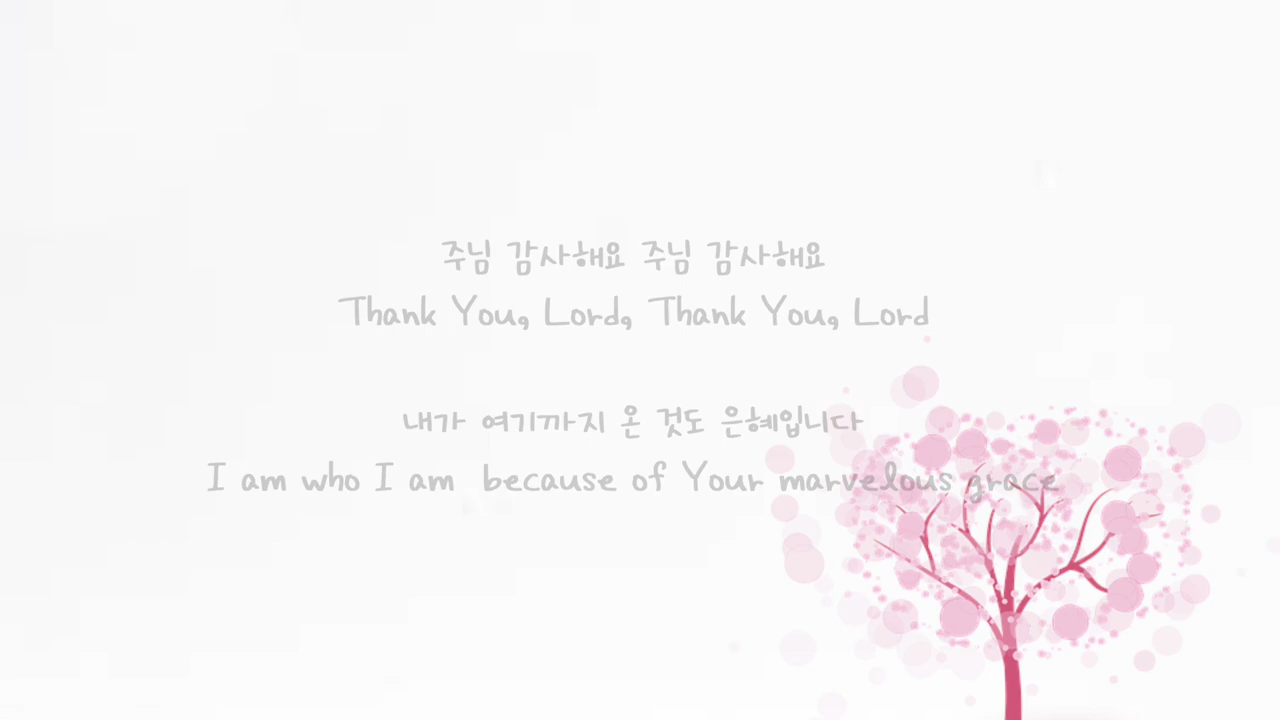 주님 감사해요 주님 감사해요
Thank You, Lord, Thank You, Lord
내가 여기까지 온 것도 은혜입니다
I am who I am because of Your marvelous grace